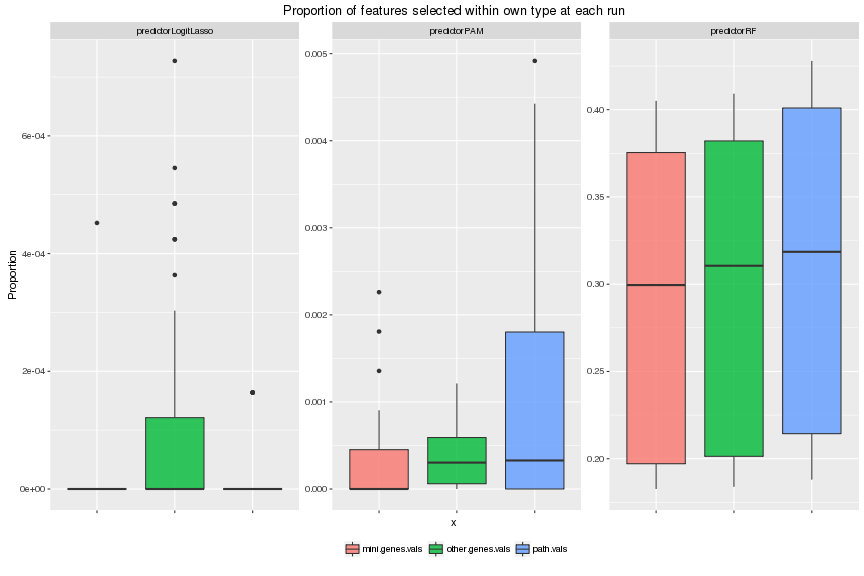 Proportion of features selected within own type at each run
predictorLogitLasso
predictorPAM
predictorRF
Proportion
6e-04
4e-04
2e-04
0e+00
0.005
0.004
0.003
0.002
0.001
0.000
0.40
0.35
0.30
0.25
0.20
x
mini.genes.vals other.genes.vals path.vals